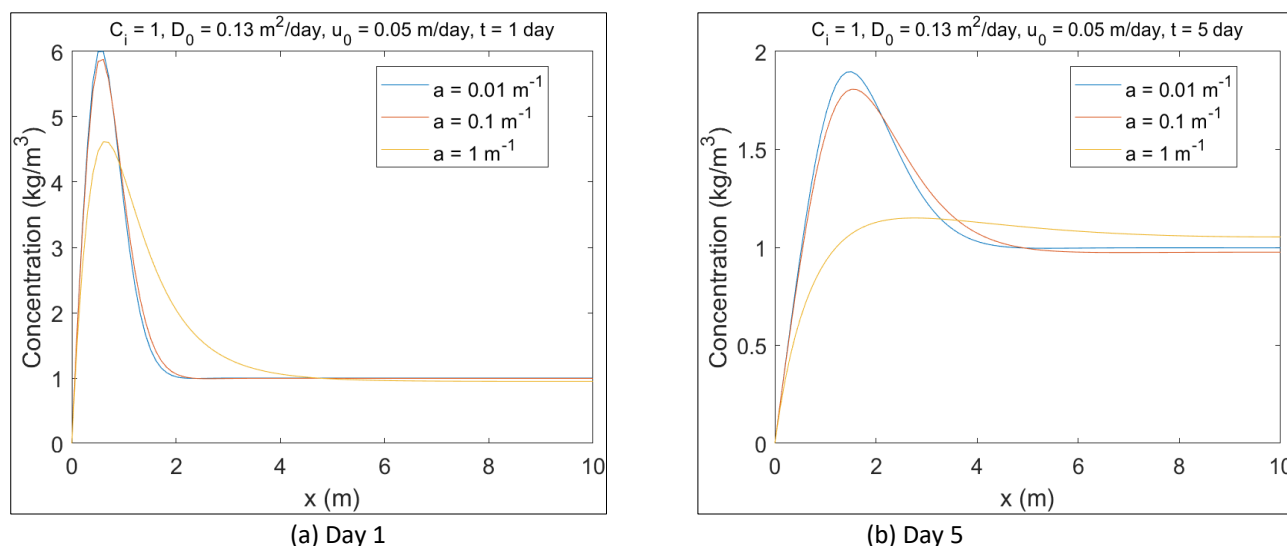 C_i = 1, D_0 = 0.13 m^2/day, u_0 = 0.05 m/day, t = 1 day
6
5
4
3
2
1
0
Concentration (kg/m^3)
a = 0.01 m^-1
a = 0.1 m^-1
a = 1 m^-1
0 2 4 6 8 10
x (m)
(a) Day 1
C_i = 1, D_0 = 0.13 m^2/day, u_0 = 0.05 m/day, t = 5 day
2
1.5
1
0.5
0
Concentration (kg/m^3)
a = 0.01 m^-1
a = 0.1 m^-1
a = 1 m^-1
0 2 4 6 8 10
x (m)
(b) Day 5